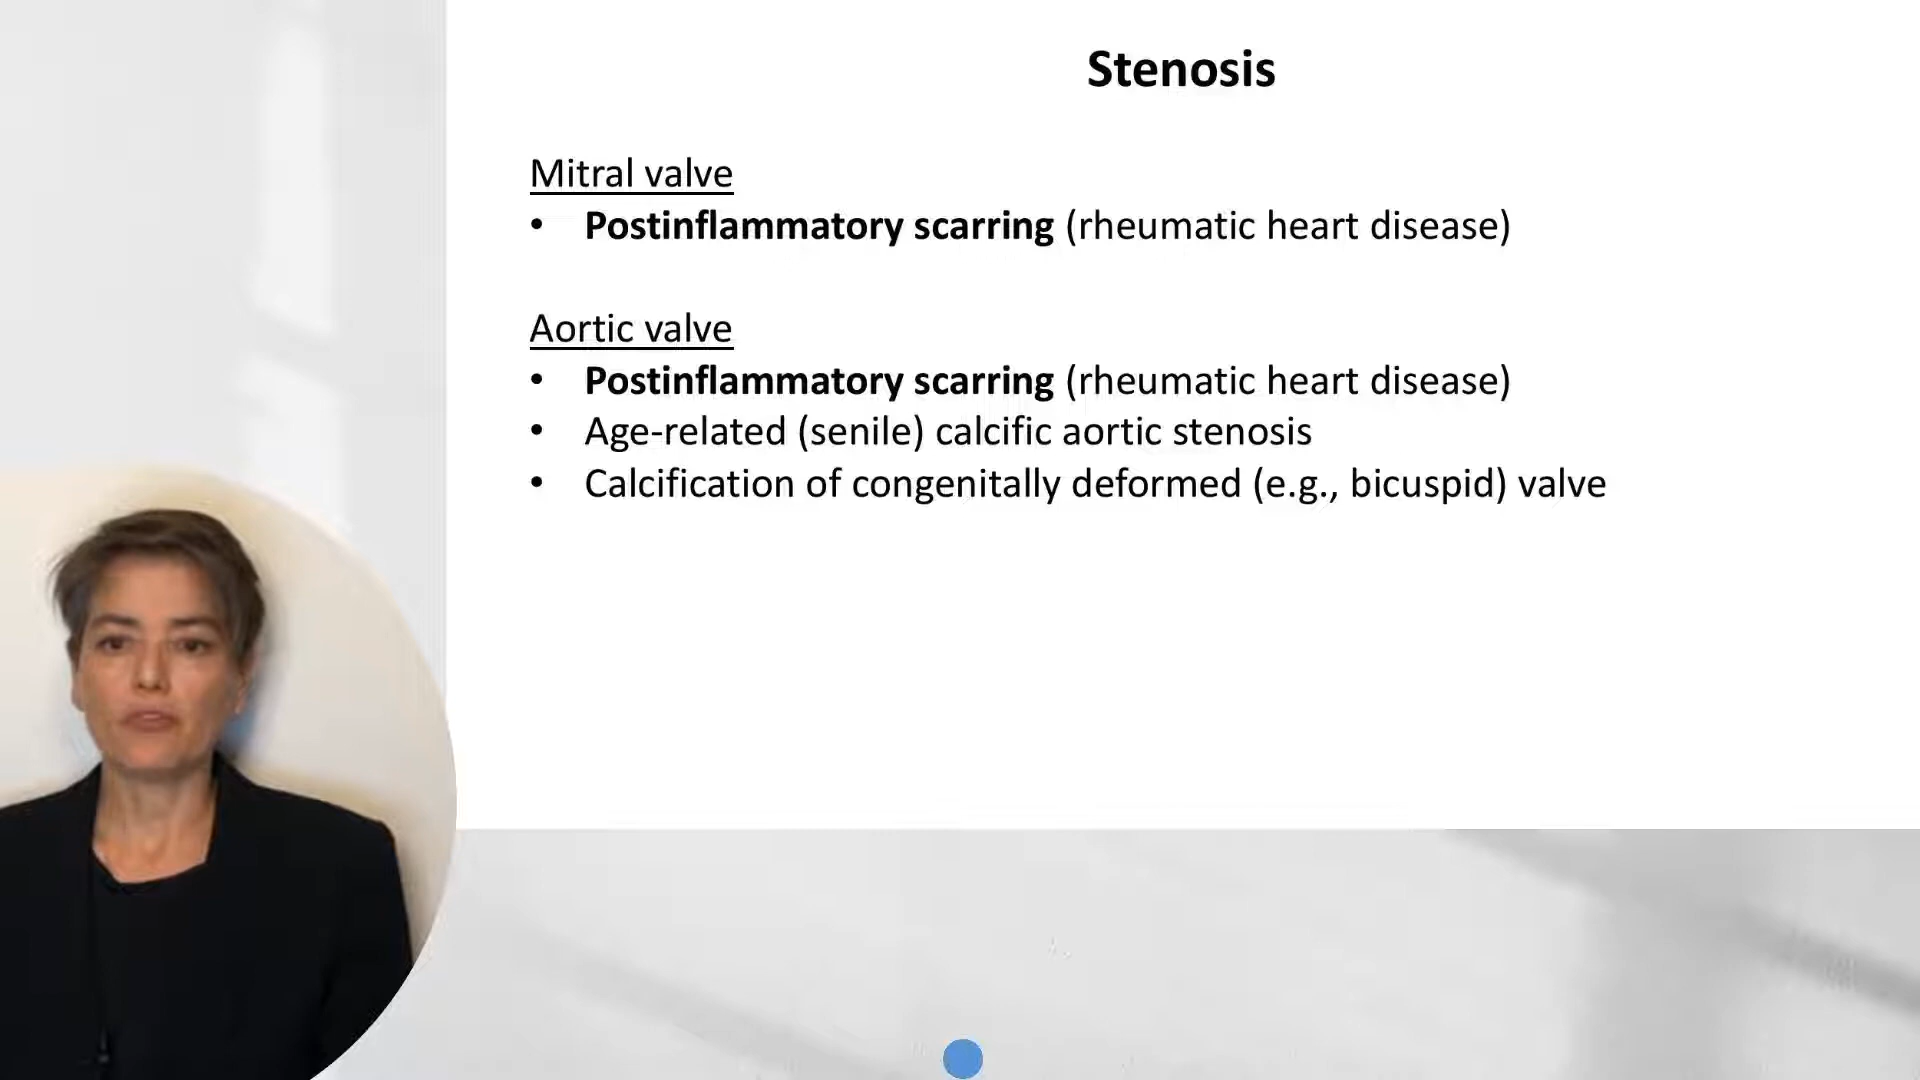 Stenosis
Mitral valve
• Postinflammatory scarring (rheumatic heart disease)
Aortic valve
• Postinflammatory scarring (rheumatic heart disease)
• Age-related (senile) calcific aortic stenosis
• Calcification of congenitally deformed (e.g., bicuspid) valve